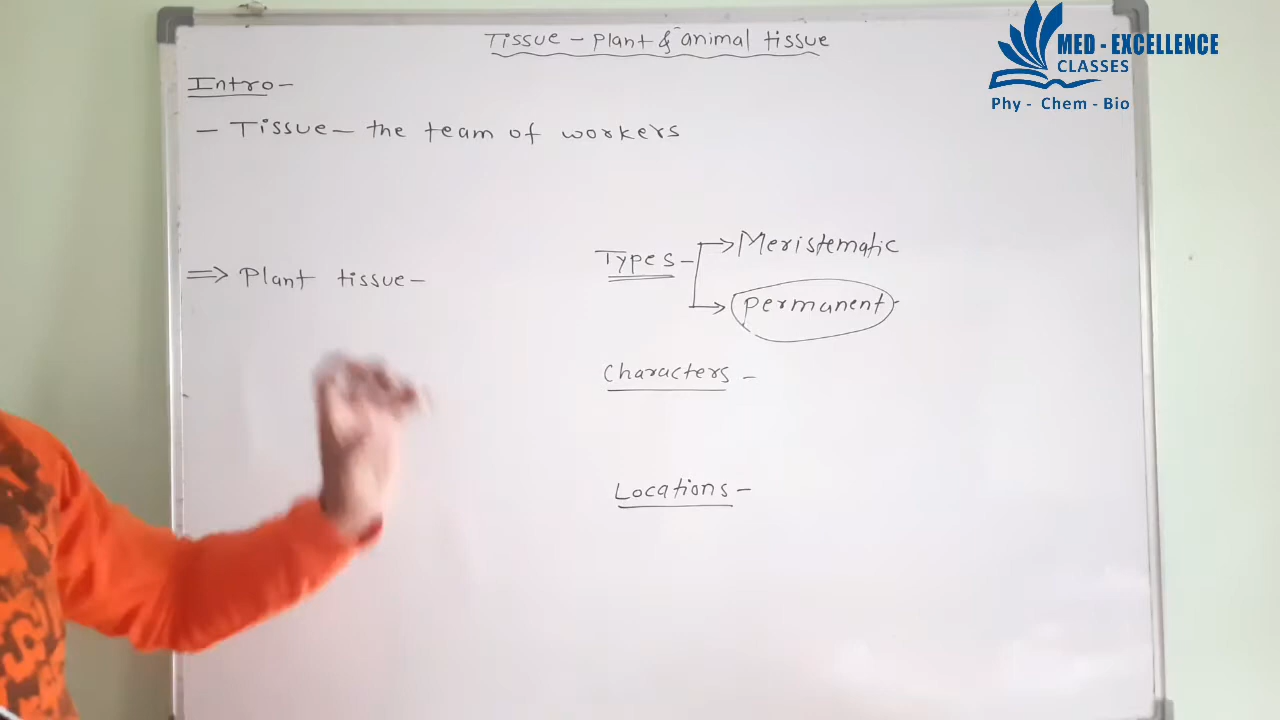 Tissue - Plant & animal tissue
MED - EXCELLENCE
CLASSES
Phy - Chem - Bio
Intro -
- Tissue - the team of workers
Types - → Meristematic
→ permanent
⇒ Plant tissue -
Characters -
Locations -